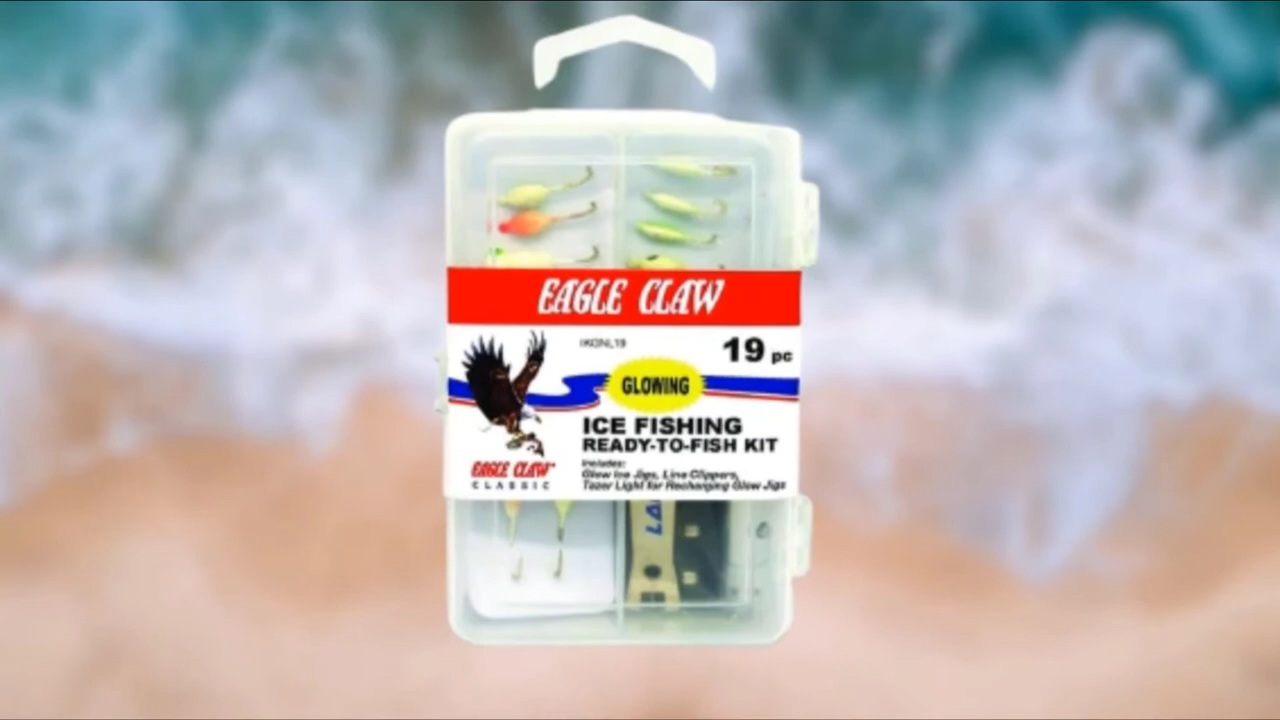 EAGLE CLAW
19 pc
GLOWING
ICE FISHING
READY-TO-FISH KIT
Includes:
Glow Ice Jigs, Line Clippers,
Tazer Light for Recharging Glow Jigs
EAGLE CLAW
CLASSIC